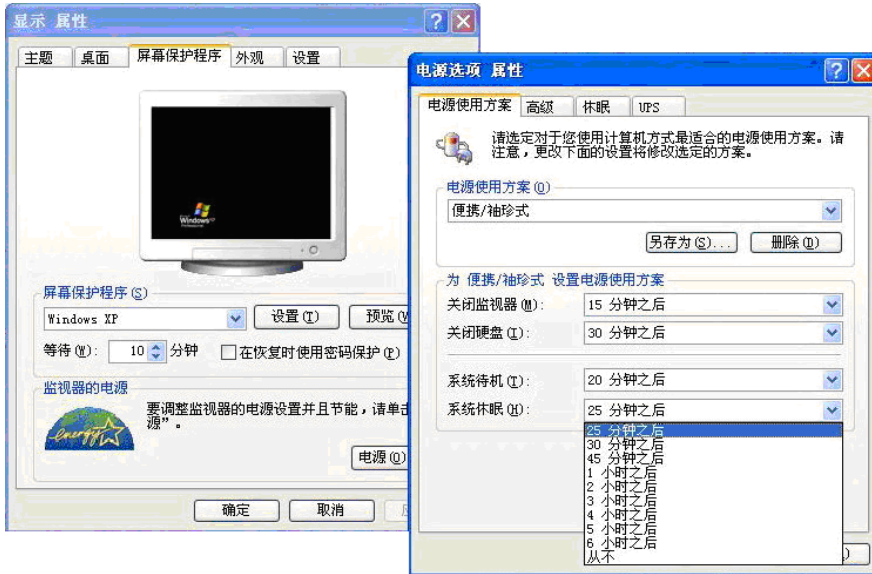 显示 属性
主题 桌面 屏幕保护程序 外观 设置
Windows
屏幕保护程序(S)
Windows XP 设置(T) 预览(V
等待(W): 10 分钟 在恢复时使用密码保护(P)
监视器的电源
要调整监视器的电源设置并且节能，请单击
源”。
energy
电源(O)
确定 取消
电源选项 属性
电源使用方案 高级 休眠 UPS
请选定对于您使用计算机方式最适合的电源使用方案。请
注意，更改下面的设置将修改选定的方案。
电源使用方案(O)
便携/袖珍式
另存为(S)... 删除(D)
为 便携/袖珍式 设置电源使用方案
关闭监视器(M): 15 分钟之后
关闭硬盘(I): 30 分钟之后
系统待机(T): 20 分钟之后
系统休眠(H): 25 分钟之后
25 分钟之后
30 分钟之后
45 分钟之后
1 小时之后
2 小时之后
3 小时之后
4 小时之后
5 小时之后
6 小时之后
从不